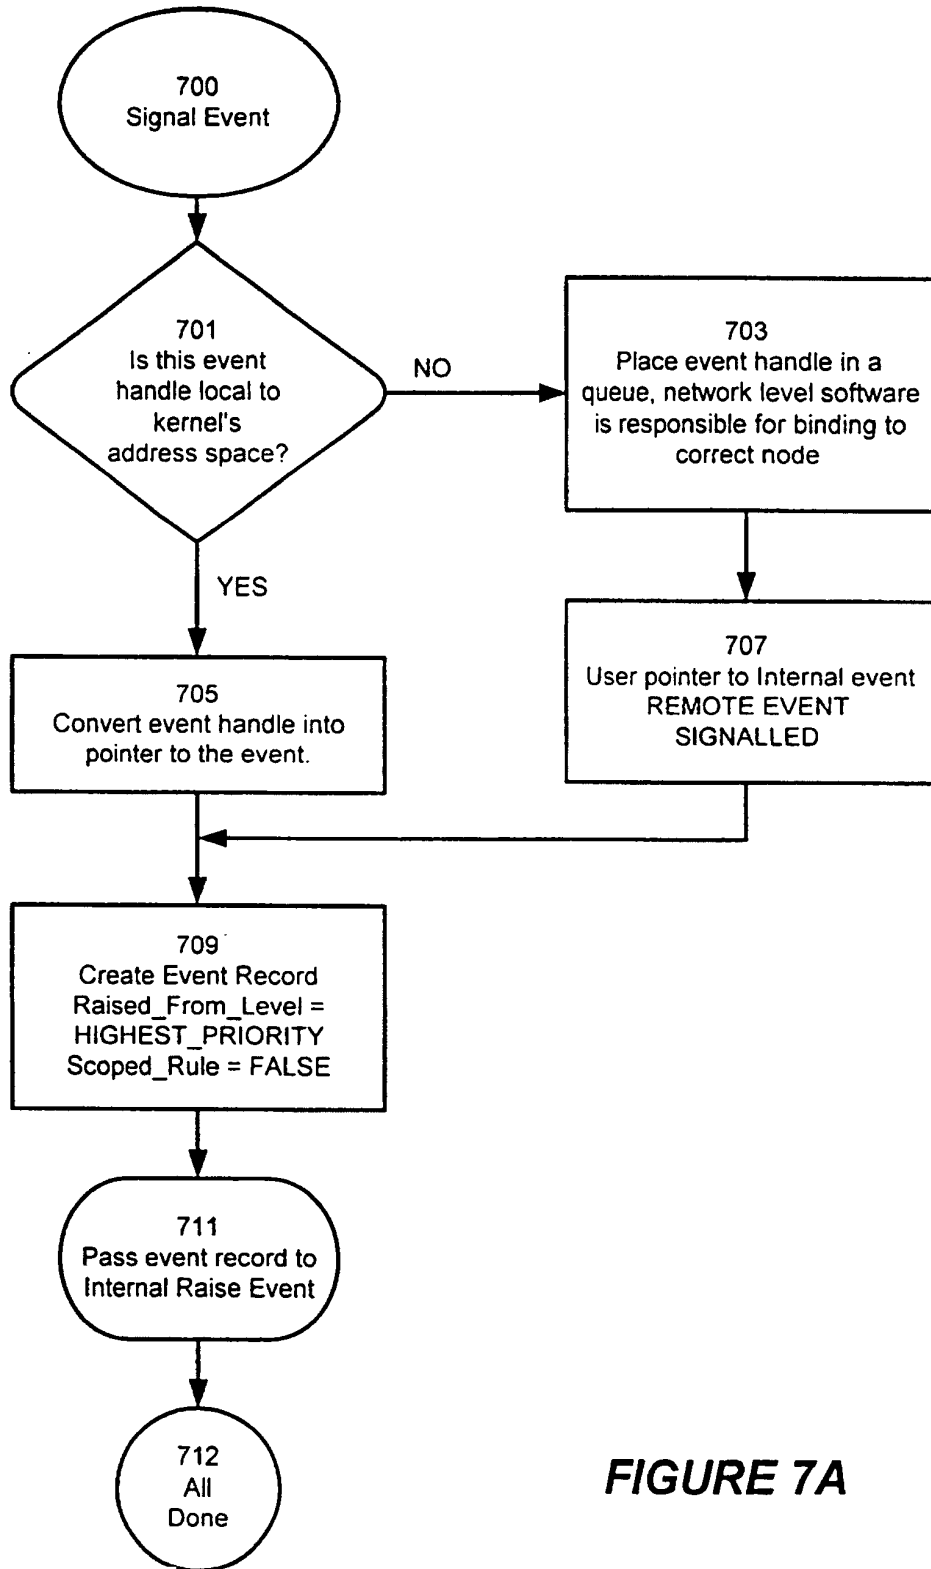 700
Signal Event
701
Is this event
handle local to
kernel's
address space?
NO
703
Place event handle in a
queue, network level software
is responsible for binding to
correct node
YES
705
Convert event handle into
pointer to the event.
707
User pointer to Internal event
REMOTE EVENT
SIGNALLED
709
Create Event Record
Raised_From_Level =
HIGHEST_PRIORITY
Scoped_Rule = FALSE
711
Pass event record to
Internal Raise Event
712
All
Done
FIGURE 7A